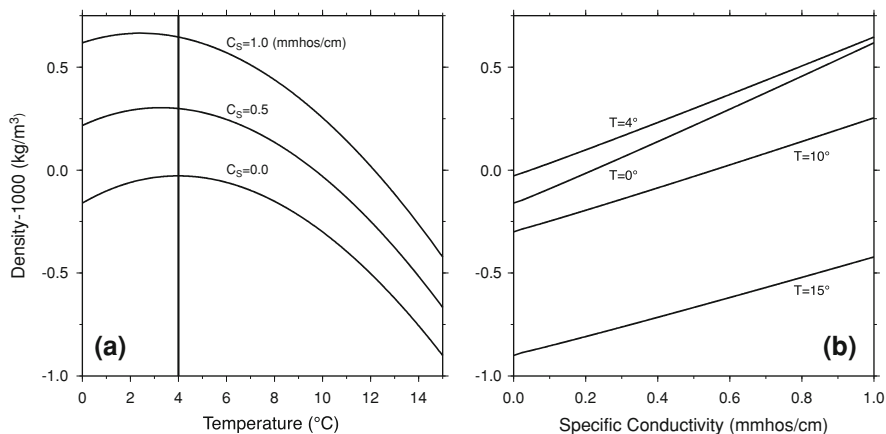 Density-1000 (kg/m³)
0.5
0.0
-0.5
-1.0
C_S=1.0 (mmhos/cm)
C_S=0.5
C_S=0.0
(a)
0 2 4 6 8 10 12 14
Temperature (°C)
0.5
0.0
-0.5
-1.0
T=4°
T=0°
T=10°
T=15°
(b)
0.0 0.2 0.4 0.6 0.8 1.0
Specific Conductivity (mmhos/cm)